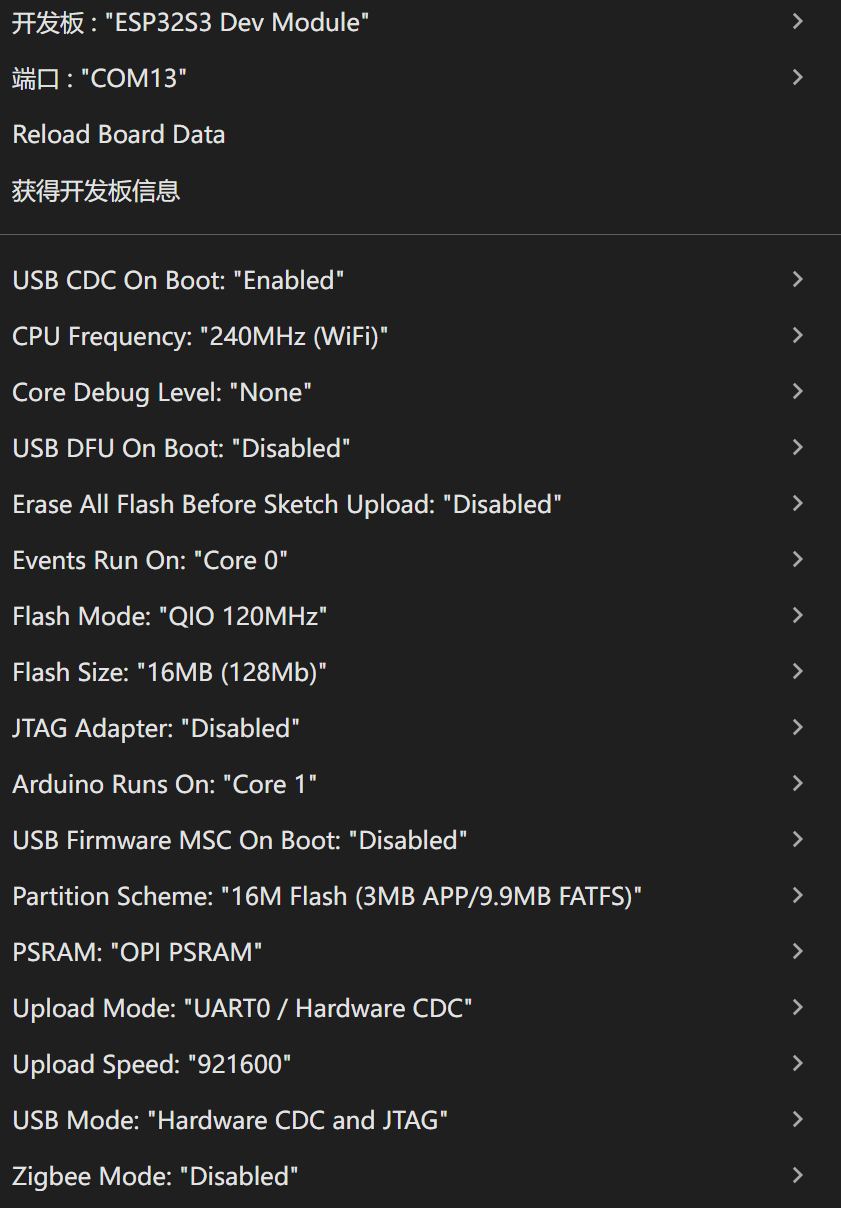 开发板 : "ESP32S3 Dev Module"
端口 : "COM13"
Reload Board Data
获得开发板信息
USB CDC On Boot: "Enabled"
CPU Frequency: "240MHz (WiFi)"
Core Debug Level: "None"
USB DFU On Boot: "Disabled"
Erase All Flash Before Sketch Upload: "Disabled"
Events Run On: "Core 0"
Flash Mode: "QIO 120MHz"
Flash Size: "16MB (128Mb)"
JTAG Adapter: "Disabled"
Arduino Runs On: "Core 1"
USB Firmware MSC On Boot: "Disabled"
Partition Scheme: "16M Flash (3MB APP/9.9MB FATFS)"
PSRAM: "OPI PSRAM"
Upload Mode: "UART0 / Hardware CDC"
Upload Speed: "921600"
USB Mode: "Hardware CDC and JTAG"
Zigbee Mode: "Disabled"